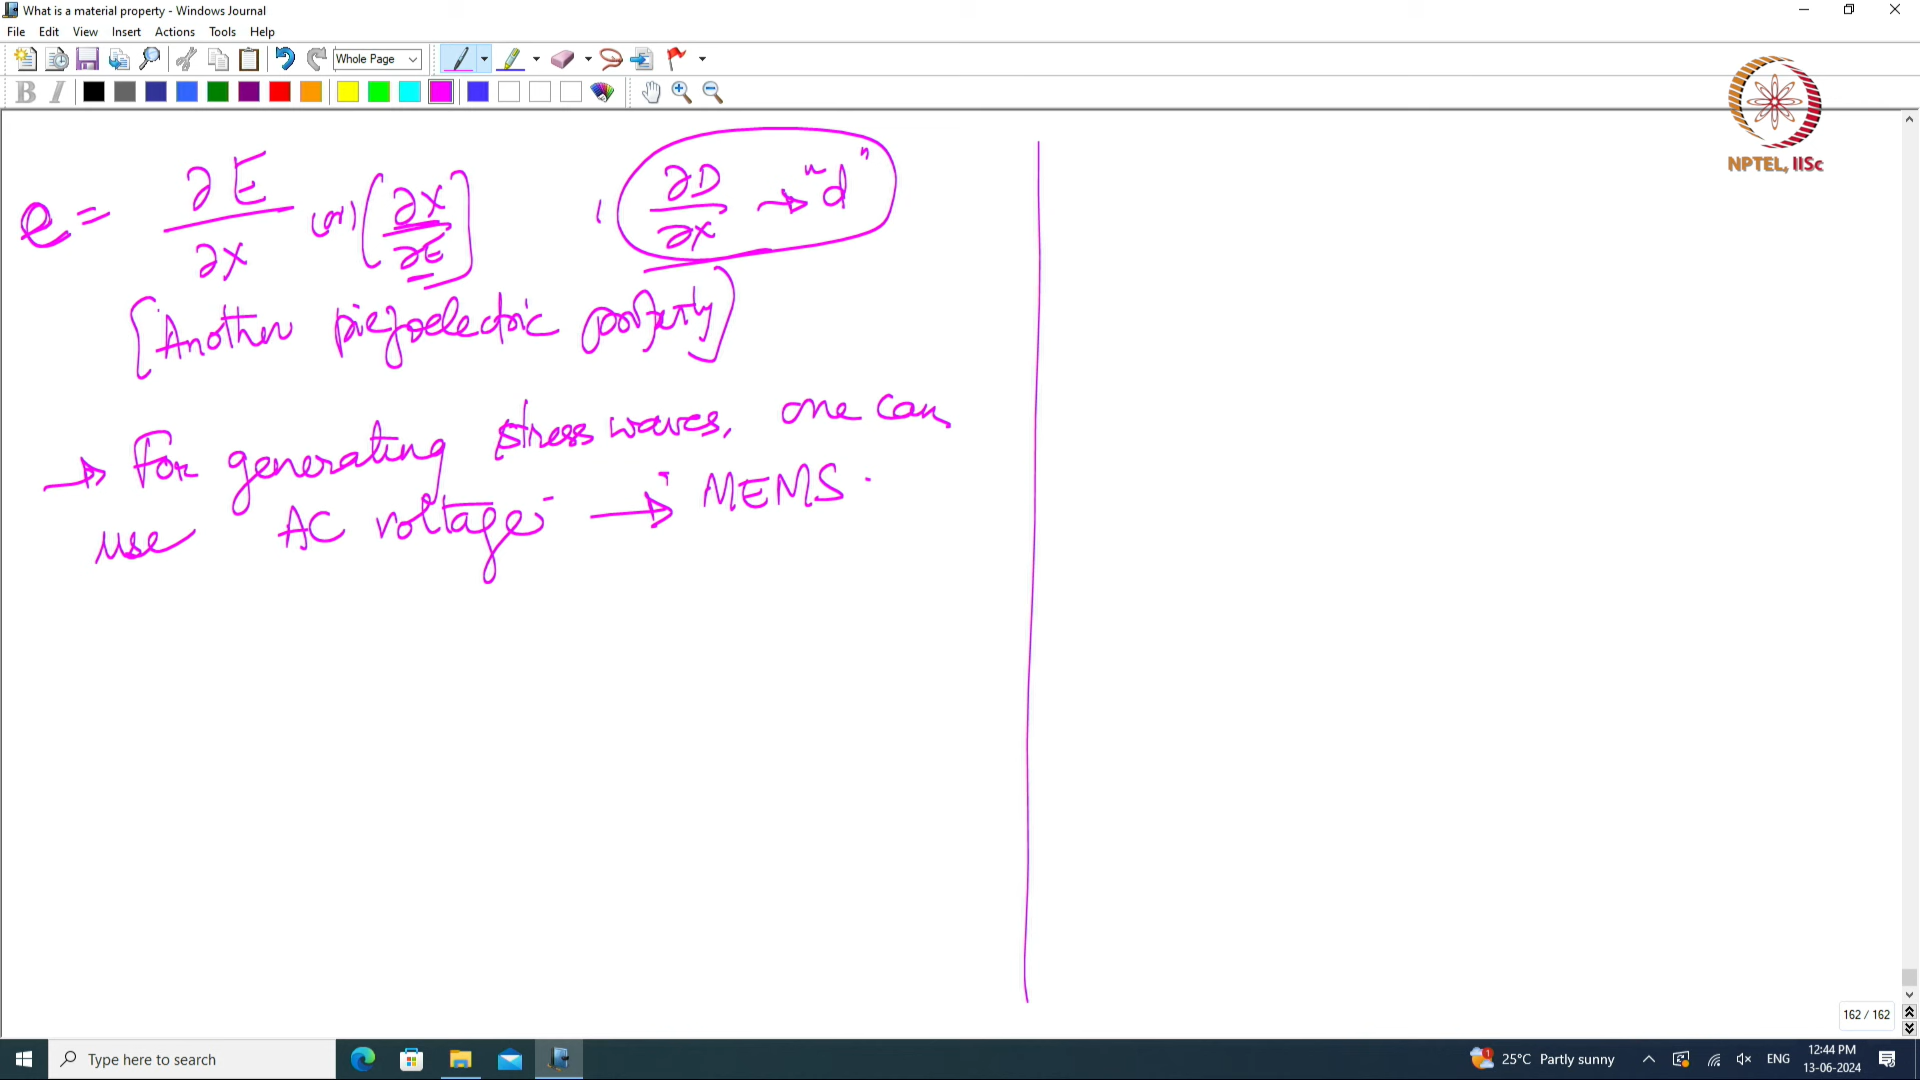 What is a material property - Windows Journal
File Edit View Insert Actions Tools Help
Whole Page
B I
NPTEL, IISc
e = ∂E/∂X (or) [∂X/∂E] , ∂D/∂X → "d"
[Another piezoelectric property]
→ For generating stress waves, one can
use AC voltage → MEMS.
162 / 162
Type here to search
25°C Partly sunny
ENG
12:44 PM
13-06-2024